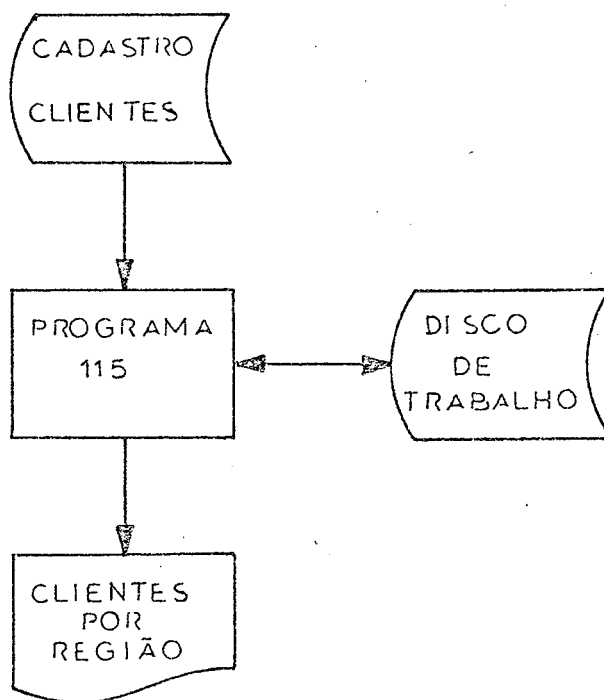 CADASTRO
CLIENTES
PROGRAMA
115
DISCO
DE
TRABALHO
CLIENTES
POR
REGIÃO